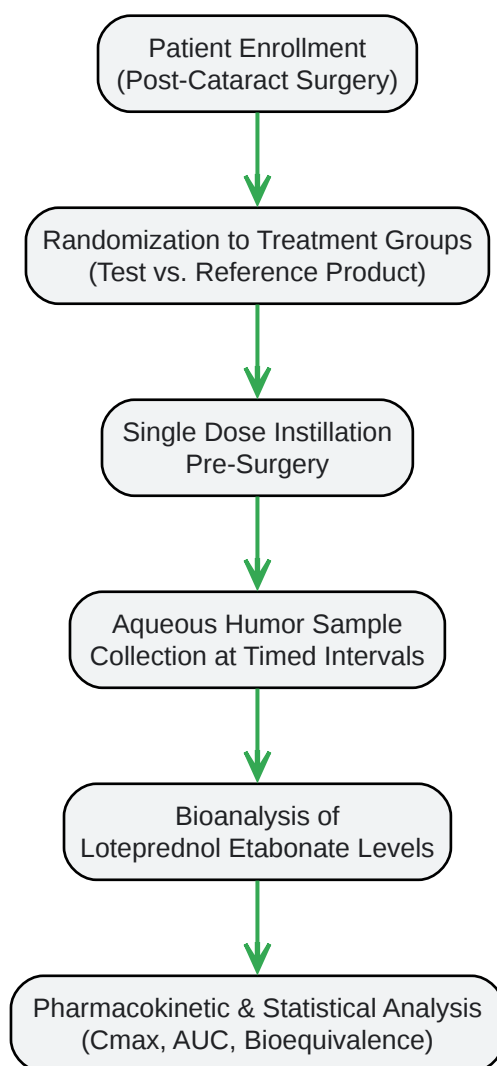 Patient Enrollment
(Post-Cataract Surgery)
Randomization to Treatment Groups
(Test vs. Reference Product)
Single Dose Instillation
Pre-Surgery
Aqueous Humor Sample
Collection at Timed Intervals
Bioanalysis of
Loteprednol Etabonate Levels
Pharmacokinetic & Statistical Analysis
(Cmax, AUC, Bioequivalence)